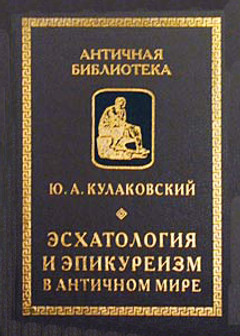 АНТИЧНАЯ
БИБЛИОТЕКА
Ю. А. КУЛАКОВСКИЙ
ЭСХАТОЛОГИЯ
И ЭПИКУРЕИЗМ
В АНТИЧНОМ МИРЕ